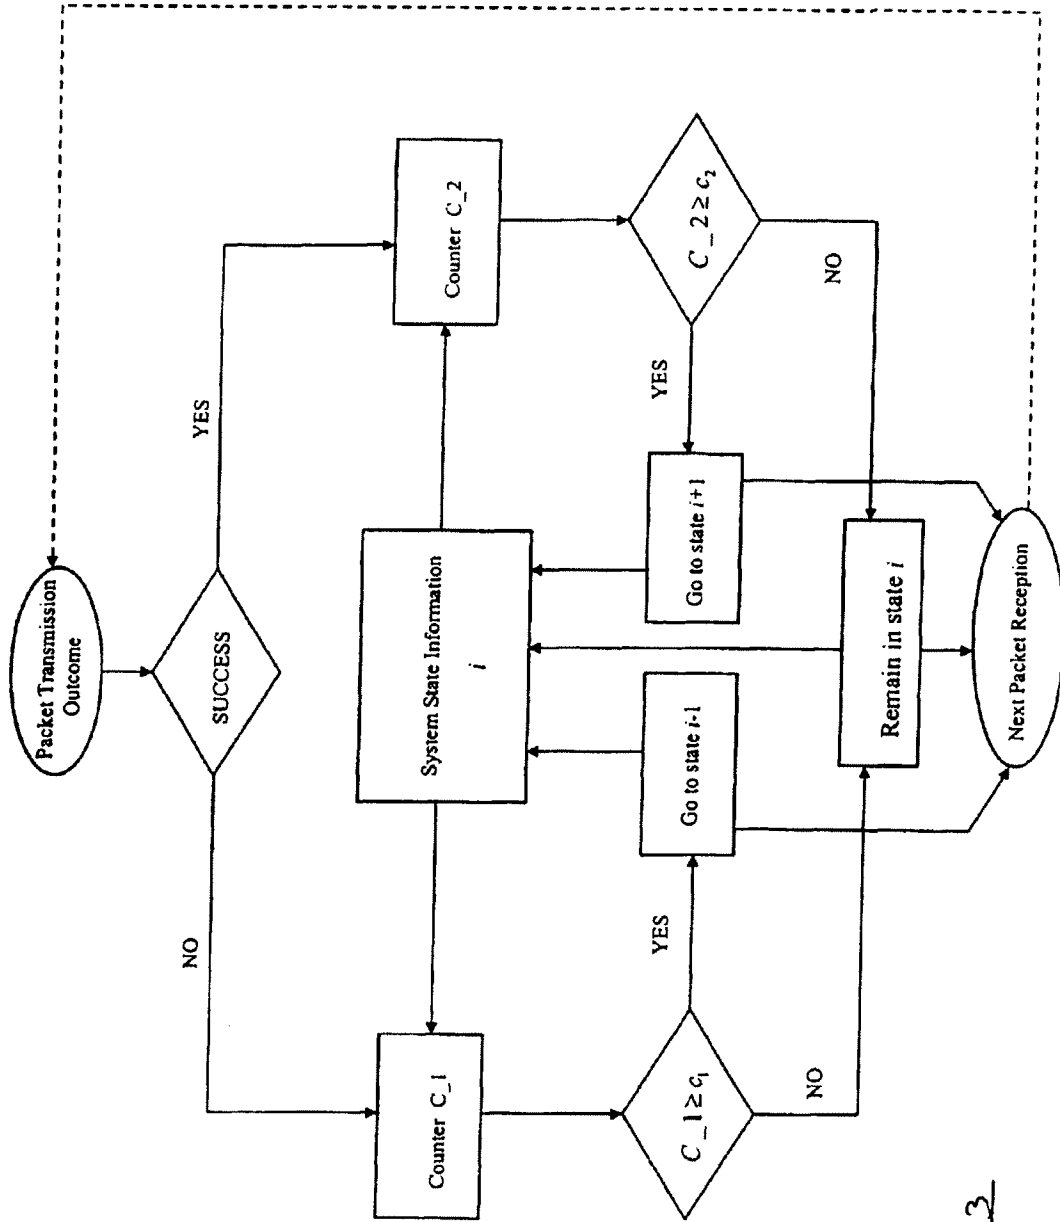 Packet Transmission
Outcome
SUCCESS
NO
YES
Counter C_1
System State Information
i
Counter C_2
C_1 ≥ c₁
YES
NO
Go to state i-1
Go to state i+1
YES
C_2 ≥ c₂
NO
Remain in state i
Next Packet Reception
3